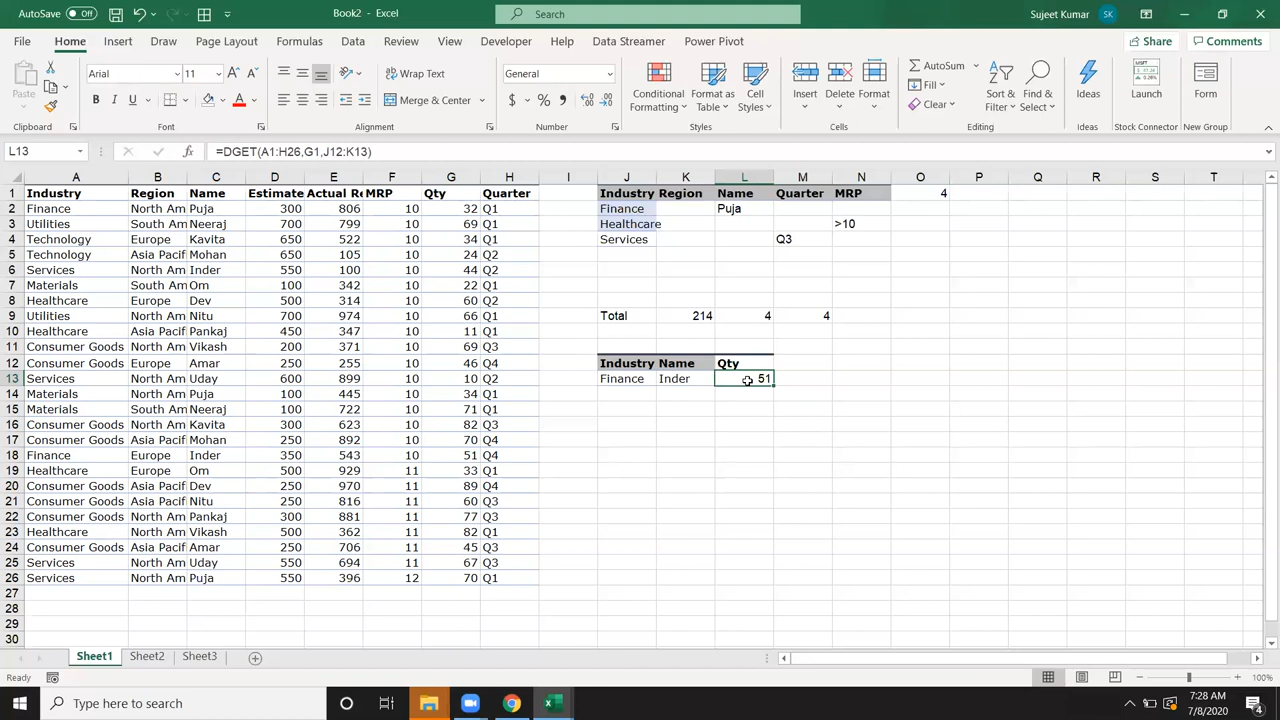 AutoSave Off Book2 - Excel Search Sujeet Kumar SK
File Home Insert Draw Page Layout Formulas Data Review View Developer Help Data Streamer Power Pivot Share Comments
Paste Arial 11 Wrap Text General Conditional Formatting Format as Table Cell Styles Insert Delete Format AutoSum Fill Clear Sort & Filter Find & Select Ideas Launch Form
B I U Merge & Center $ %
Clipboard Font Alignment Number Styles Cells Editing Ideas Stock Connector New Group
L13 fx =DGET(A1:H26,G1,J12:K13)
A B C D E F G H I J K L M N O P Q R S T
1 Industry Region Name Estimate Actual Re MRP Qty Quarter Industry Region Name Quarter MRP 4
2 Finance North Am Puja 300 806 10 32 Q1 Finance Puja
3 Utilities South Am Neeraj 700 799 10 69 Q1 Healthcare >10
4 Technology Europe Kavita 650 522 10 34 Q1 Services Q3
5 Technology Asia Pacif Mohan 650 105 10 24 Q2
6 Services North Am Inder 550 100 10 44 Q2
7 Materials South Am Om 100 342 10 22 Q1
8 Healthcare Europe Dev 500 314 10 60 Q2
9 Utilities North Am Nitu 700 974 10 66 Q1 Total 214 4 4
10 Healthcare Asia Pacif Pankaj 450 347 10 11 Q1
11 Consumer Goods North Am Vikash 200 371 10 69 Q3
12 Consumer Goods Europe Amar 250 255 10 46 Q4 Industry Name Qty
13 Services North Am Uday 600 899 10 10 Q2 Finance Inder 51
14 Materials North Am Puja 100 445 10 34 Q1
15 Materials South Am Neeraj 100 722 10 71 Q1
16 Consumer Goods North Am Kavita 300 623 10 82 Q3
17 Consumer Goods Asia Pacif Mohan 250 892 10 70 Q4
18 Finance Europe Inder 350 543 10 51 Q4
19 Healthcare Europe Om 500 929 11 33 Q1
20 Consumer Goods Asia Pacif Dev 250 970 11 89 Q4
21 Consumer Goods Asia Pacif Nitu 250 816 11 60 Q3
22 Consumer Goods North Am Pankaj 300 881 11 77 Q3
23 Healthcare North Am Vikash 500 362 11 82 Q1
24 Consumer Goods Asia Pacif Amar 250 706 11 45 Q3
25 Services North Am Uday 550 694 11 67 Q3
26 Services North Am Puja 550 396 12 70 Q1
27
28
29
30
Sheet1 Sheet2 Sheet3
Ready 100%
Type here to search 7:28 AM
7/8/2020